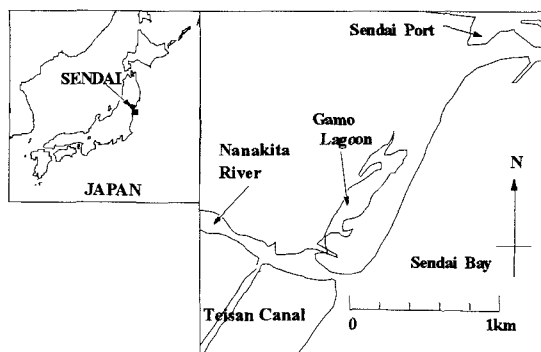 SENDAI
JAPAN
Sendai Port
Gamo
Lagoon
Nanakita
River
N
Sendai Bay
Teisan Canal
0
1km